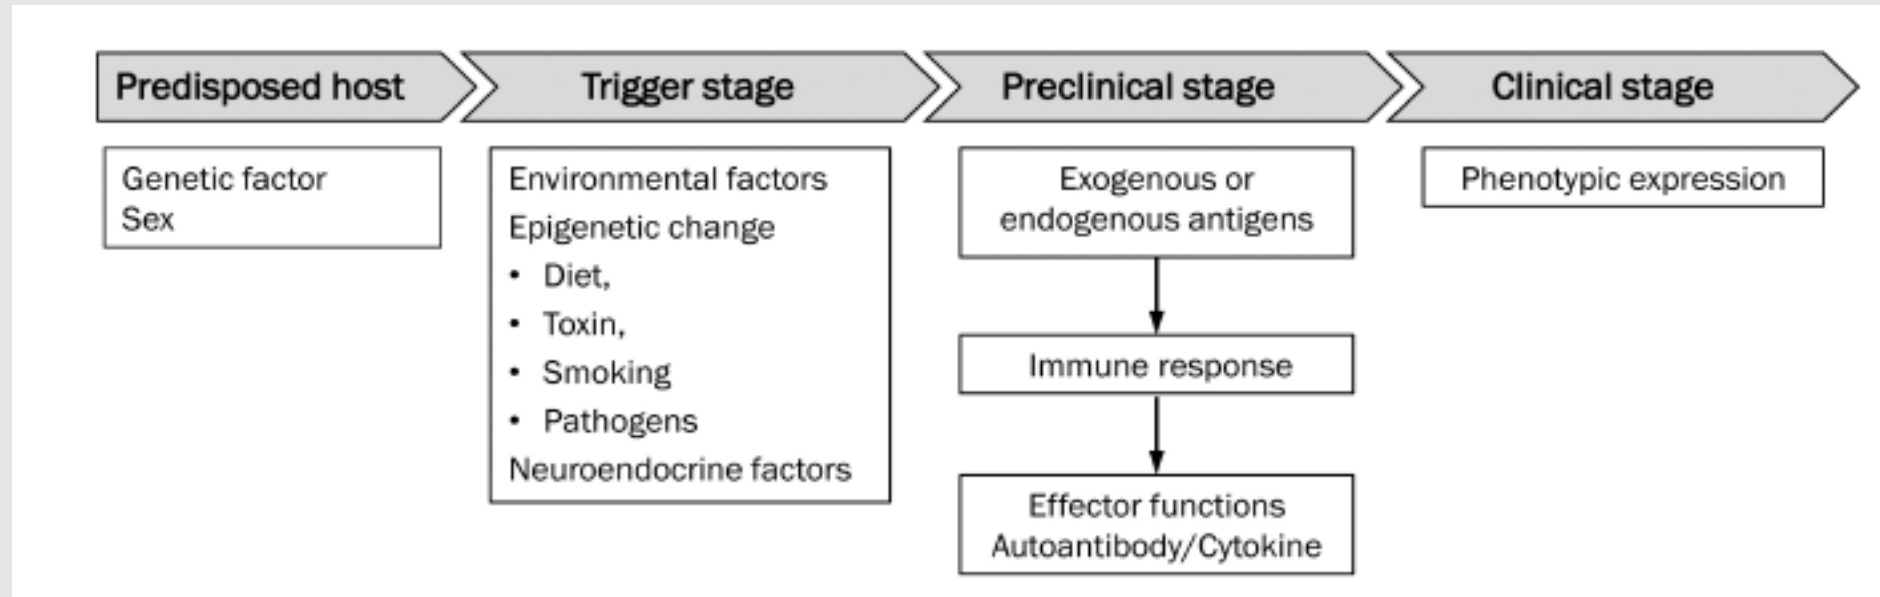 Predisposed host
Trigger stage
Preclinical stage
Clinical stage
Genetic factor
Sex
Environmental factors
Epigenetic change
• Diet,
• Toxin,
• Smoking
• Pathogens
Neuroendocrine factors
Exogenous or
endogenous antigens
Immune response
Effector functions
Autoantibody/Cytokine
Phenotypic expression